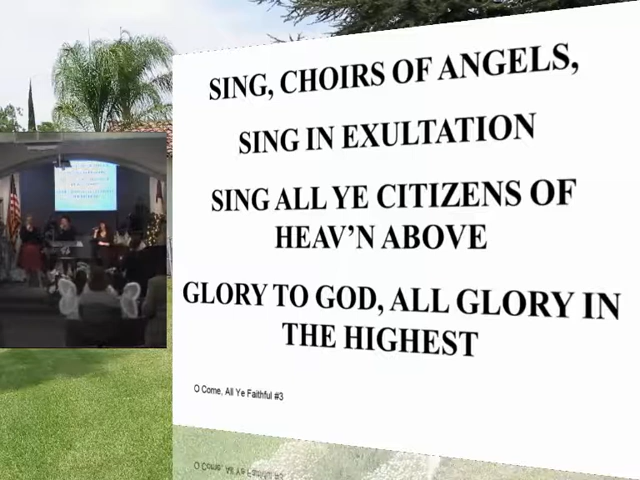 SING, CHOIRS OF ANGELS,
SING IN EXULTATION
SING ALL YE CITIZENS OF
HEAV'N ABOVE
GLORY TO GOD, ALL GLORY IN
THE HIGHEST
O Come, All Ye Faithful #3